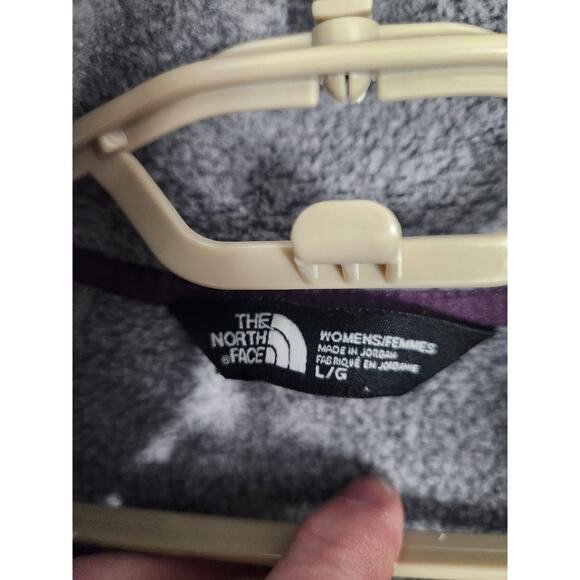 THE
NORTH
®FACE
WOMENS/FEMMES
MADE IN JORDAN
FABRIQUÉ EN JORDANIE
L/G